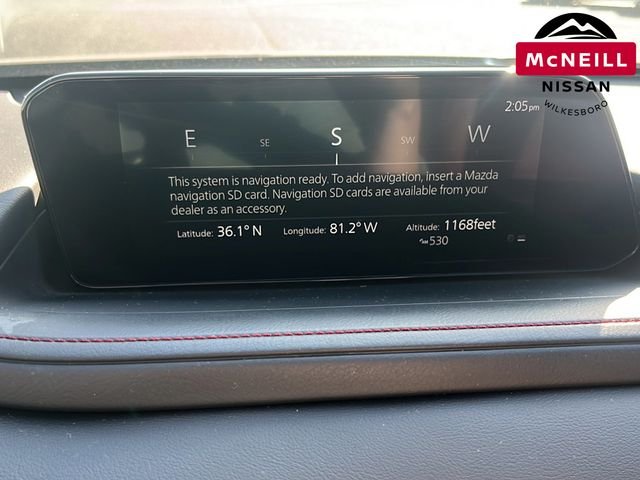 McNEILL
NISSAN
WILKESBORO
2:05pm
E SE S SW W
This system is navigation ready. To add navigation, insert a Mazda
navigation SD card. Navigation SD cards are available from your
dealer as an accessory.
Latitude: 36.1° N Longitude: 81.2° W Altitude: 1168feet
530